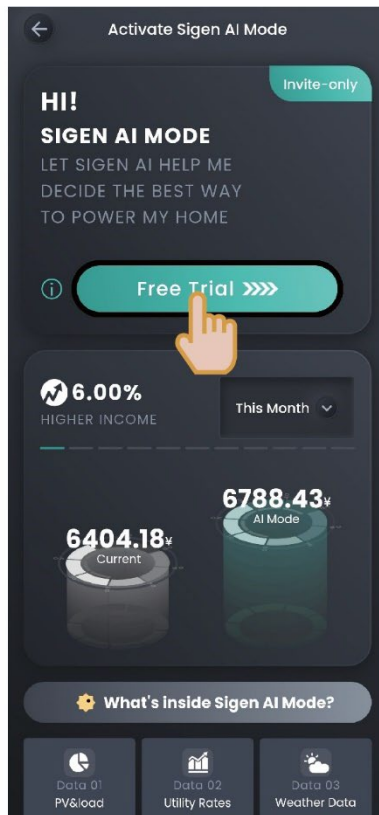 Activate Sigen AI Mode
Invite-only
HI!
SIGEN AI MODE
LET SIGEN AI HELP ME
DECIDE THE BEST WAY
TO POWER MY HOME
Free Trial
6.00%
HIGHER INCOME
This Month
6788.43¥
AI Mode
6404.18¥
Current
What's inside Sigen AI Mode?
Data 01
PV&load
Data 02
Utility Rates
Data 03
Weather Data